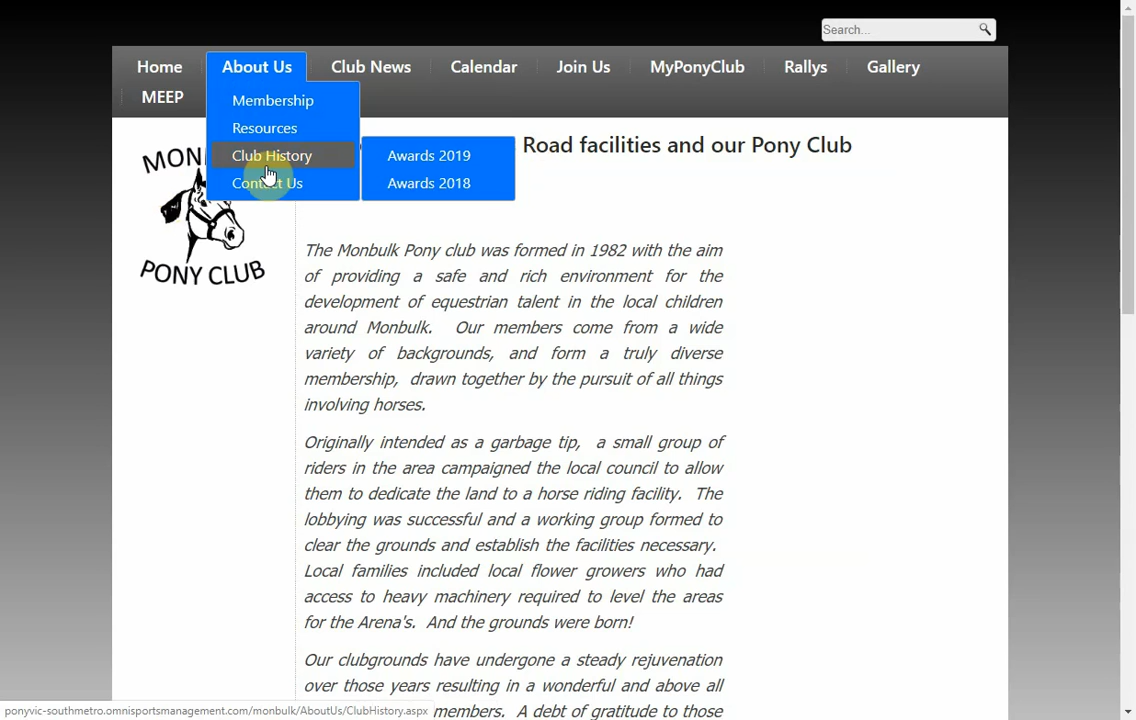 Search...
Home
About Us
Club News
Calendar
Join Us
MyPonyClub
Rallys
Gallery
MEEP
Membership
Resources
Club History
Contact Us
Awards 2019
Awards 2018
Road facilities and our Pony Club
PONY CLUB
The Monbulk Pony club was formed in 1982 with the aim
of providing a safe and rich environment for the
development of equestrian talent in the local children
around Monbulk. Our members come from a wide
variety of backgrounds, and form a truly diverse
membership, drawn together by the pursuit of all things
involving horses.
Originally intended as a garbage tip, a small group of
riders in the area campaigned the local council to allow
them to dedicate the land to a horse riding facility. The
lobbying was successful and a working group formed to
clear the grounds and establish the facilities necessary.
Local families included local flower growers who had
access to heavy machinery required to level the areas
for the Arena's. And the grounds were born!
Our clubgrounds have undergone a steady rejuvenation
over those years resulting in a wonderful and above all
members. A debt of gratitude to those
ponyvic-southmetro.omnisportsmanagement.com/monbulk/AboutUs/ClubHistory.aspx